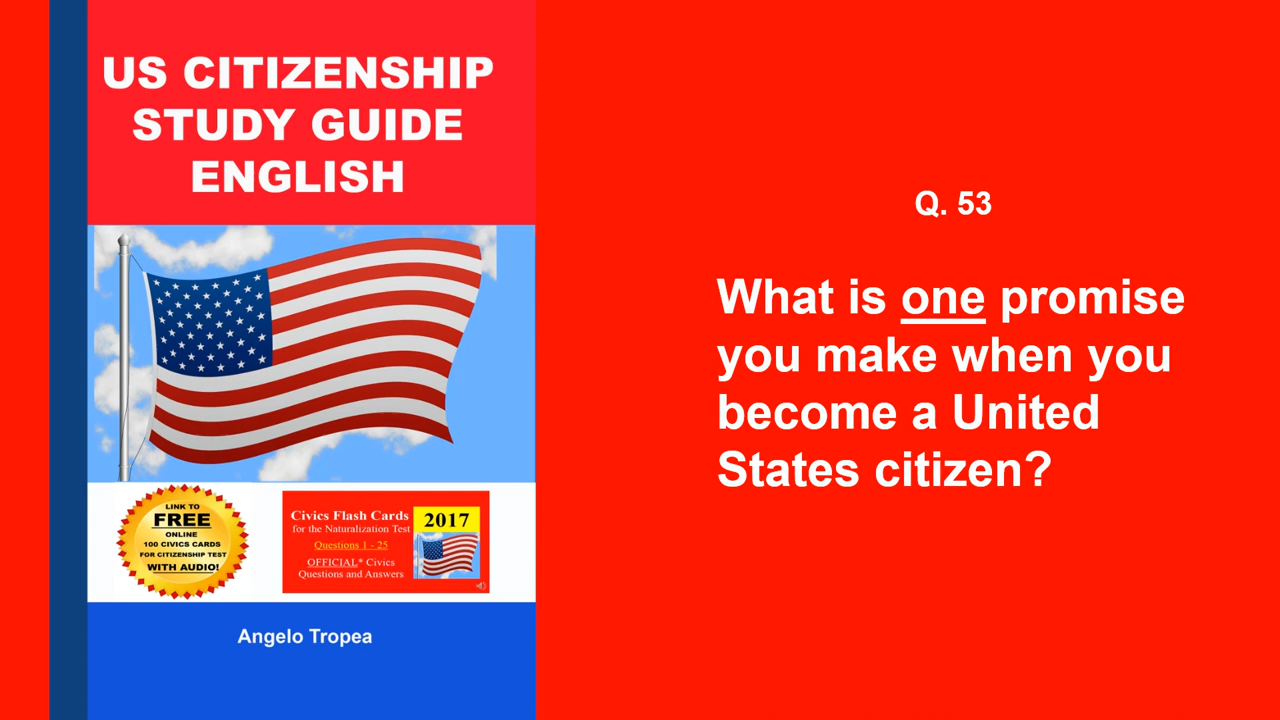 US CITIZENSHIP
STUDY GUIDE
ENGLISH
LINK TO
FREE
ONLINE
100 CIVICS CARDS
FOR CITIZENSHIP TEST
WITH AUDIO!
Civics Flash Cards
for the Naturalization Test
Questions 1 - 25
OFFICIAL* Civics
Questions and Answers
2017
Angelo Tropea
Q. 53
What is one promise
you make when you
become a United
States citizen?